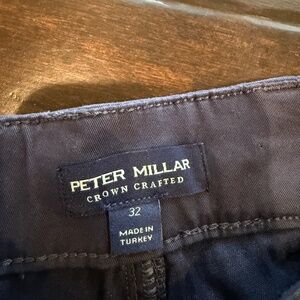 PETER MILLAR
CROWN CRAFTED
32
MADE IN
TURKEY